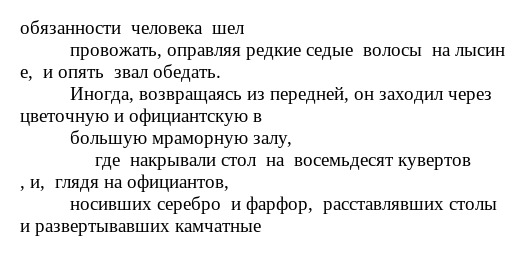 обязанности  человека  шел
провожать, оправляя редкие седые  волосы  на лысин
е,  и опять  звал обедать.
Иногда, возвращаясь из передней, он заходил через
цветочную и официантскую в
большую мраморную залу,
где  накрывали стол  на  восемьдесят кувертов
, и,  глядя на официантов,
носивших серебро  и фарфор,  расставлявших столы
и развертывавших камчатные